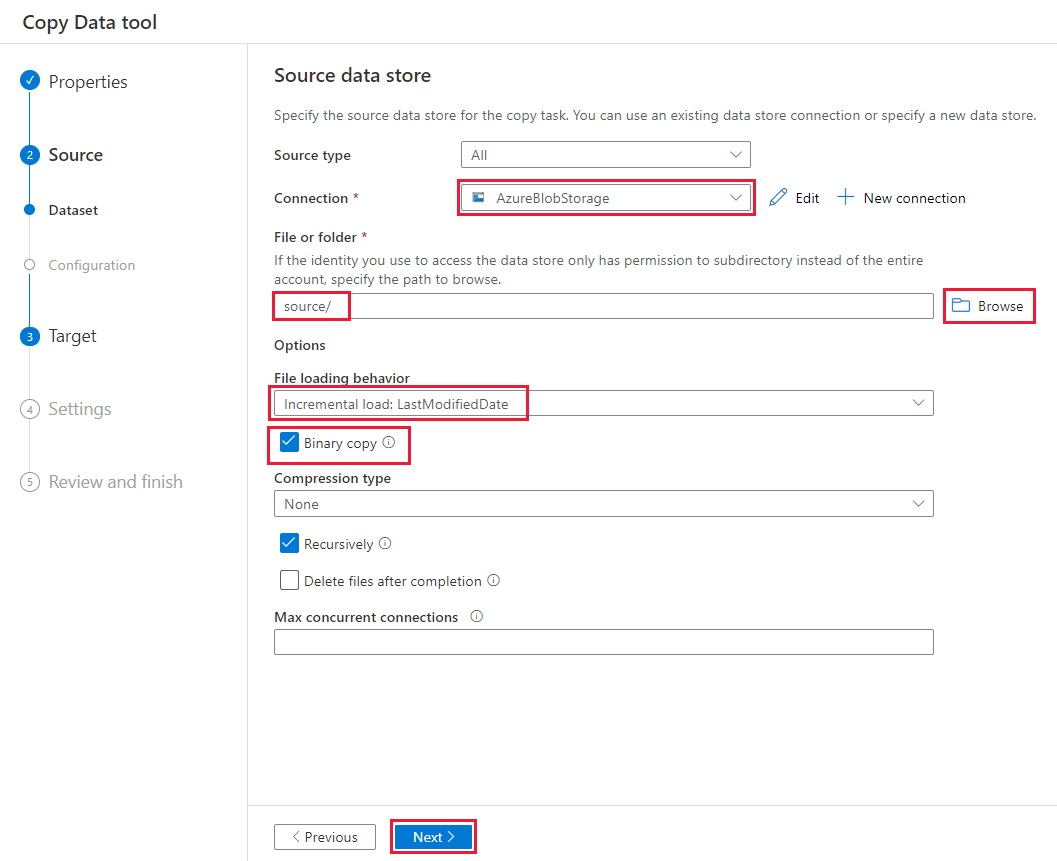 Copy Data tool
Properties
2 Source
Dataset
Configuration
3 Target
4 Settings
5 Review and finish
Source data store
Specify the source data store for the copy task. You can use an existing data store connection or specify a new data store.
Source type All
Connection * AzureBlobStorage Edit New connection
File or folder *
If the identity you use to access the data store only has permission to subdirectory instead of the entire
account, specify the path to browse.
source/ Browse
Options
File loading behavior
Incremental load: LastModifiedDate
Binary copy
Compression type
None
Recursively
Delete files after completion
Max concurrent connections
Previous Next